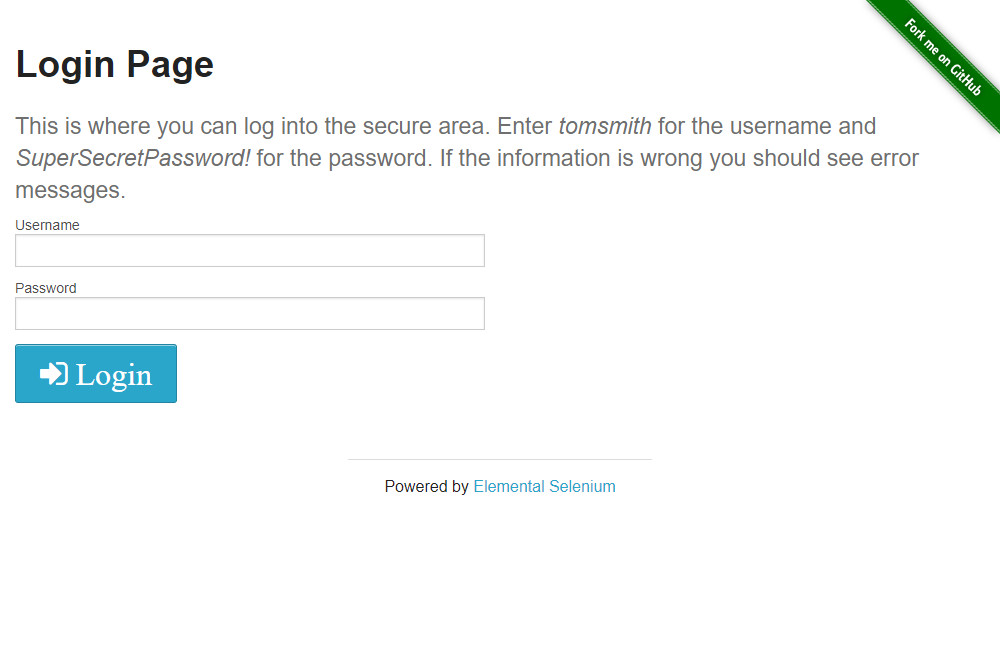 Fork me on GitHub
Login Page
This is where you can log into the secure area. Enter tomsmith for the username and
SuperSecretPassword! for the password. If the information is wrong you should see error
messages.
Username
Password
Login
Powered by Elemental Selenium